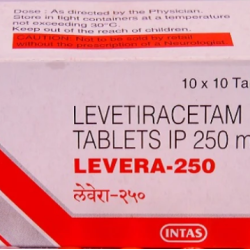 Dose : As directed by the Physician.
Store in tight containers at a temperature
not exceeding 30°C.
Keep out of the reach of children.
CAUTION: Not to be sold by retail
without the prescription of a Neurologist.
10 x 10 Ta
LEVETIRACETAM
TABLETS IP 250 m
LEVERA-250
लेवेरा-२५०
INTAS